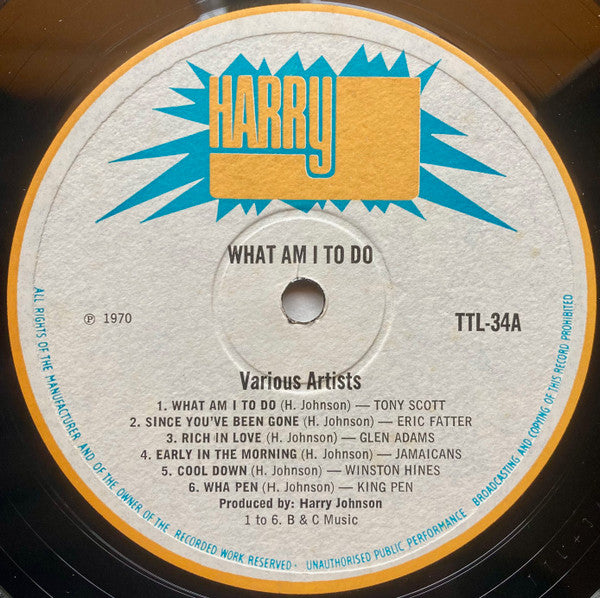 HARRY
WHAT AM I TO DO
℗ 1970
TTL-34A
Various Artists
1. WHAT AM I TO DO (H. Johnson) — TONY SCOTT
2. SINCE YOU'VE BEEN GONE (H. Johnson) — ERIC FATTER
3. RICH IN LOVE (H. Johnson) — GLEN ADAMS
4. EARLY IN THE MORNING (H. Johnson) — JAMAICANS
5. COOL DOWN (H. Johnson) — WINSTON HINES
6. WHA PEN (H. Johnson) — KING PEN
Produced by: Harry Johnson
1 to 6. B & C Music
ALL RIGHTS OF THE MANUFACTURER AND OF THE OWNER OF THE RECORDED WORK RESERVED · UNAUTHORISED PUBLIC PERFORMANCE BROADCASTING AND COPYING OF THIS RECORD PROHIBITED